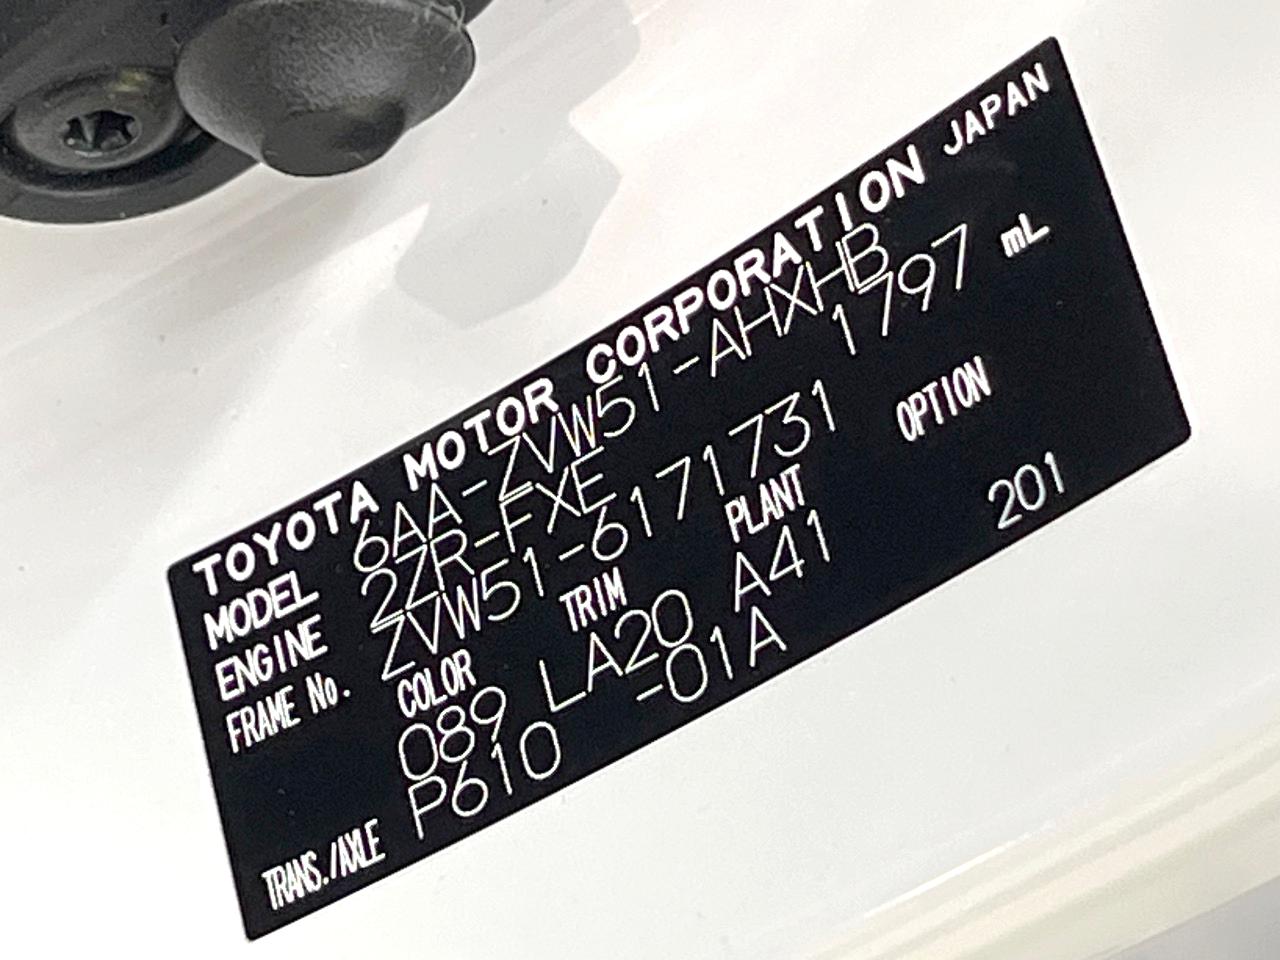 TOYOTA MOTOR CORPORATION JAPAN
MODEL 6AA-ZVW51-AHXHB
ENGINE 2ZR-FXE 1797 mL
FRAME No. ZVW51-6171731
COLOR TRIM PLANT OPTION
089 LA20 A41 201
TRANS./AXLE P610 -01A